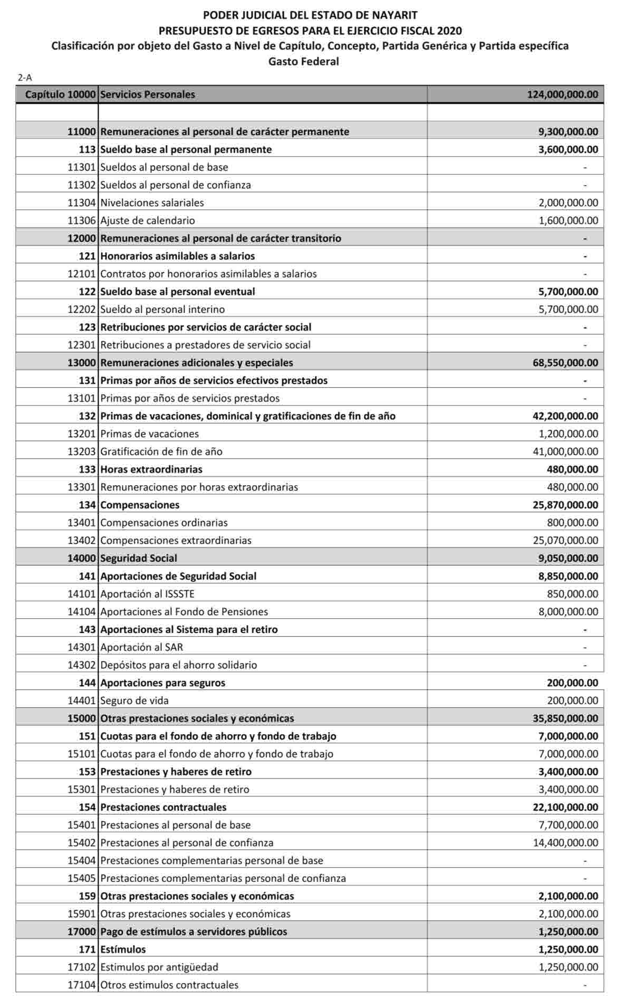 PODER JUDICIAL DEL ESTADO DE NAYARIT
PRESUPUESTO DE EGRESOS PARA EL EJERCICIO FISCAL 2020
Clasificación por objeto del Gasto a Nivel de Capítulo, Concepto, Partida Genérica y Partida específica
Gasto Federal
2-A
Capítulo 10000 Servicios Personales 124,000,000.00
11000 Remuneraciones al personal de carácter permanente 9,300,000.00
113 Sueldo base al personal permanente 3,600,000.00
11301 Sueldos al personal de base -
11302 Sueldos al personal de confianza -
11304 Nivelaciones salariales 2,000,000.00
11306 Ajuste de calendario 1,600,000.00
12000 Remuneraciones al personal de carácter transitorio -
121 Honorarios asimilables a salarios -
12101 Contratos por honorarios asimilables a salarios -
122 Sueldo base al personal eventual 5,700,000.00
12202 Sueldo al personal interino 5,700,000.00
123 Retribuciones por servicios de carácter social -
12301 Retribuciones a prestadores de servicio social -
13000 Remuneraciones adicionales y especiales 68,550,000.00
131 Primas por años de servicios efectivos prestados -
13101 Primas por años de servicios prestados -
132 Primas de vacaciones, dominical y gratificaciones de fin de año 42,200,000.00
13201 Primas de vacaciones 1,200,000.00
13203 Gratificación de fin de año 41,000,000.00
133 Horas extraordinarias 480,000.00
13301 Remuneraciones por horas extraordinarias 480,000.00
134 Compensaciones 25,870,000.00
13401 Compensaciones ordinarias 800,000.00
13402 Compensaciones extraordinarias 25,070,000.00
14000 Seguridad Social 9,050,000.00
141 Aportaciones de Seguridad Social 8,850,000.00
14101 Aportación al ISSSTE 850,000.00
14104 Aportaciones al Fondo de Pensiones 8,000,000.00
143 Aportaciones al Sistema para el retiro -
14301 Aportación al SAR -
14302 Depósitos para el ahorro solidario -
144 Aportaciones para seguros 200,000.00
14401 Seguro de vida 200,000.00
15000 Otras prestaciones sociales y económicas 35,850,000.00
151 Cuotas para el fondo de ahorro y fondo de trabajo 7,000,000.00
15101 Cuotas para el fondo de ahorro y fondo de trabajo 7,000,000.00
153 Prestaciones y haberes de retiro 3,400,000.00
15301 Prestaciones y haberes de retiro 3,400,000.00
154 Prestaciones contractuales 22,100,000.00
15401 Prestaciones al personal de base 7,700,000.00
15402 Prestaciones al personal de confianza 14,400,000.00
15404 Prestaciones complementarias personal de base -
15405 Prestaciones complementarias personal de confianza -
159 Otras prestaciones sociales y económicas 2,100,000.00
15901 Otras prestaciones sociales y económicas 2,100,000.00
17000 Pago de estímulos a servidores públicos 1,250,000.00
171 Estímulos 1,250,000.00
17102 Estimulos por antigüedad 1,250,000.00
17104 Otros estimulos contractuales -